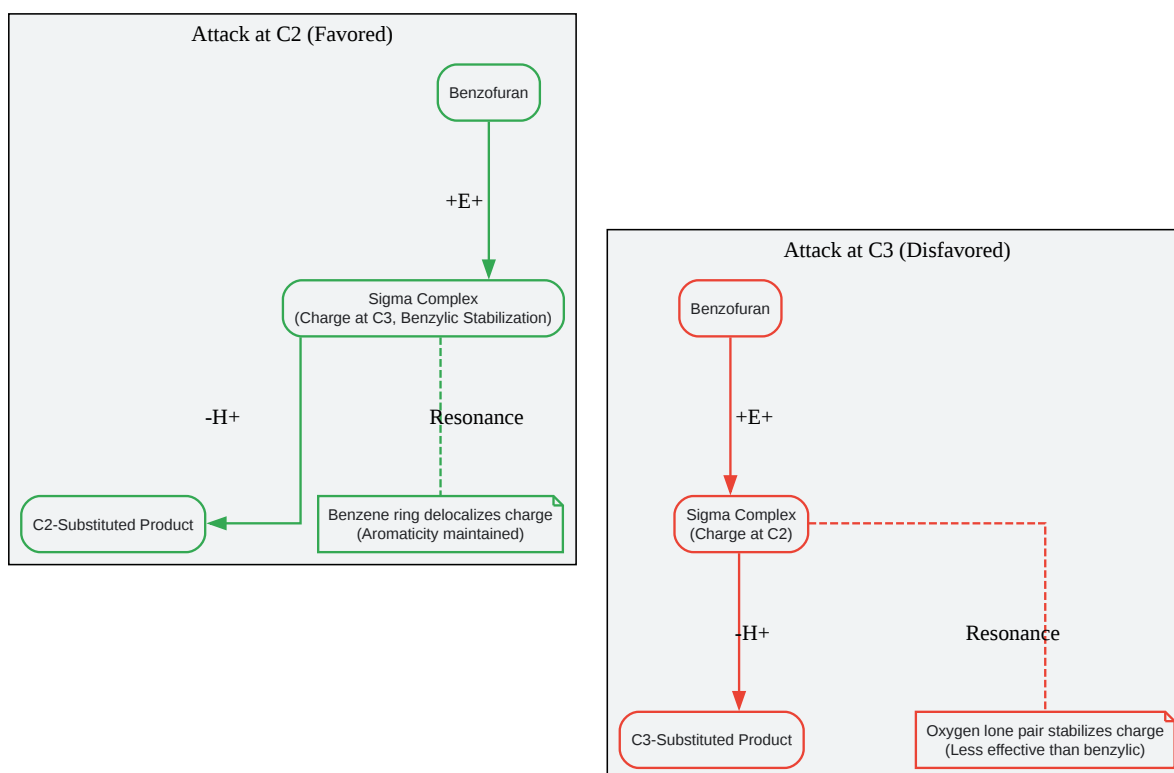 Attack at C2 (Favored)
Benzofuran
+E+
Sigma Complex
(Charge at C3, Benzylic Stabilization)
-H+
Resonance
C2-Substituted Product
Benzene ring delocalizes charge
(Aromaticity maintained)
Attack at C3 (Disfavored)
Benzofuran
+E+
Sigma Complex
(Charge at C2)
-H+
Resonance
C3-Substituted Product
Oxygen lone pair stabilizes charge
(Less effective than benzylic)